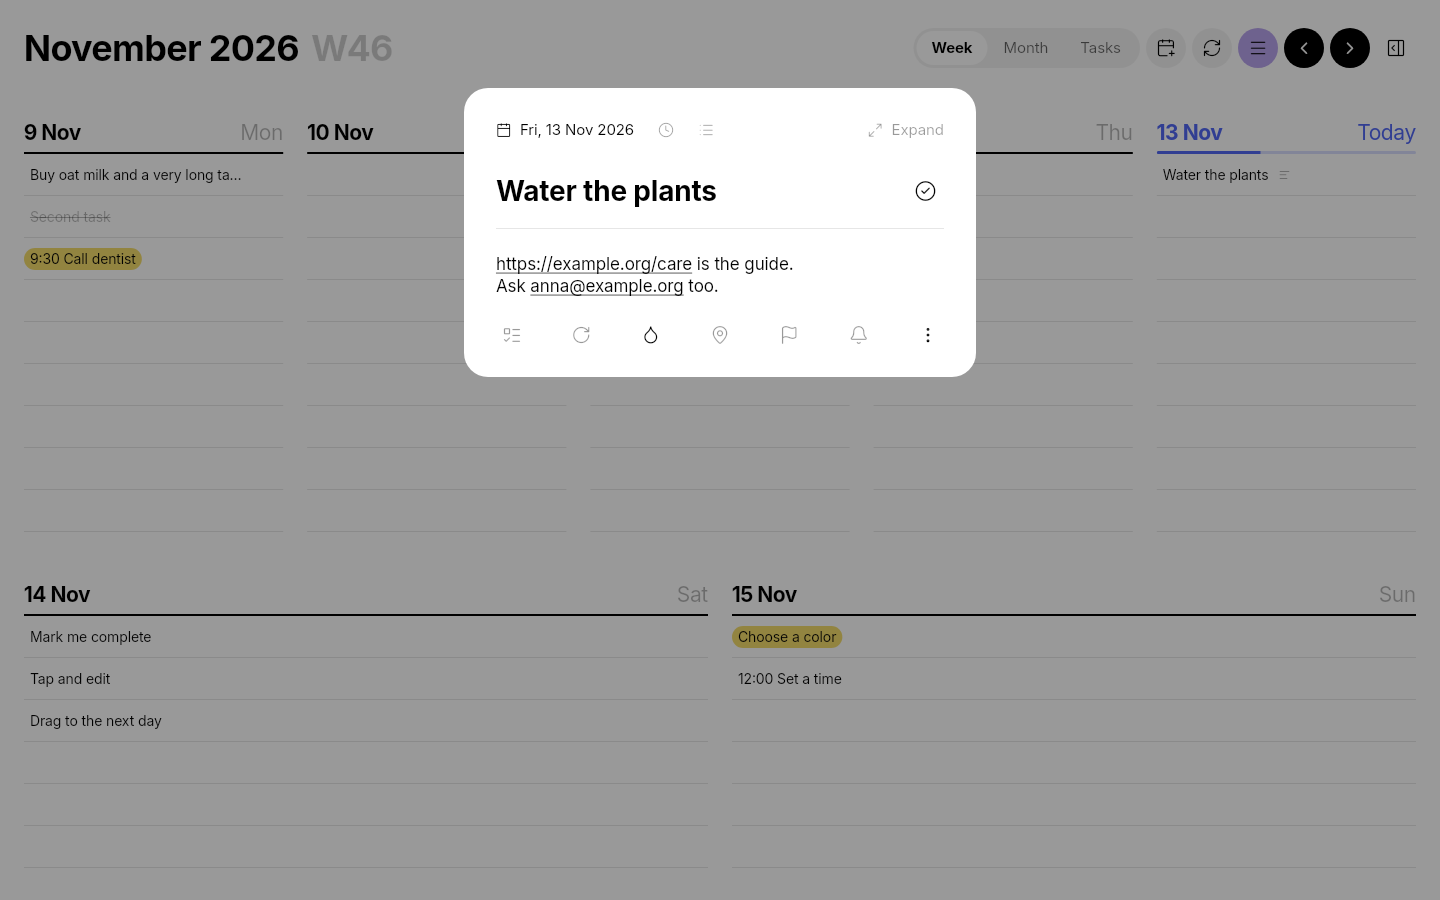 November 2026 W46
Week Month Tasks
9 Nov Mon
10 Nov
Thu
13 Nov Today
Buy oat milk and a very long ta...
Second task
9:30 Call dentist
Water the plants
Fri, 13 Nov 2026
Expand
Water the plants
https://example.org/care is the guide.
Ask anna@example.org too.
14 Nov Sat
Mark me complete
Tap and edit
Drag to the next day
15 Nov Sun
Choose a color
12:00 Set a time